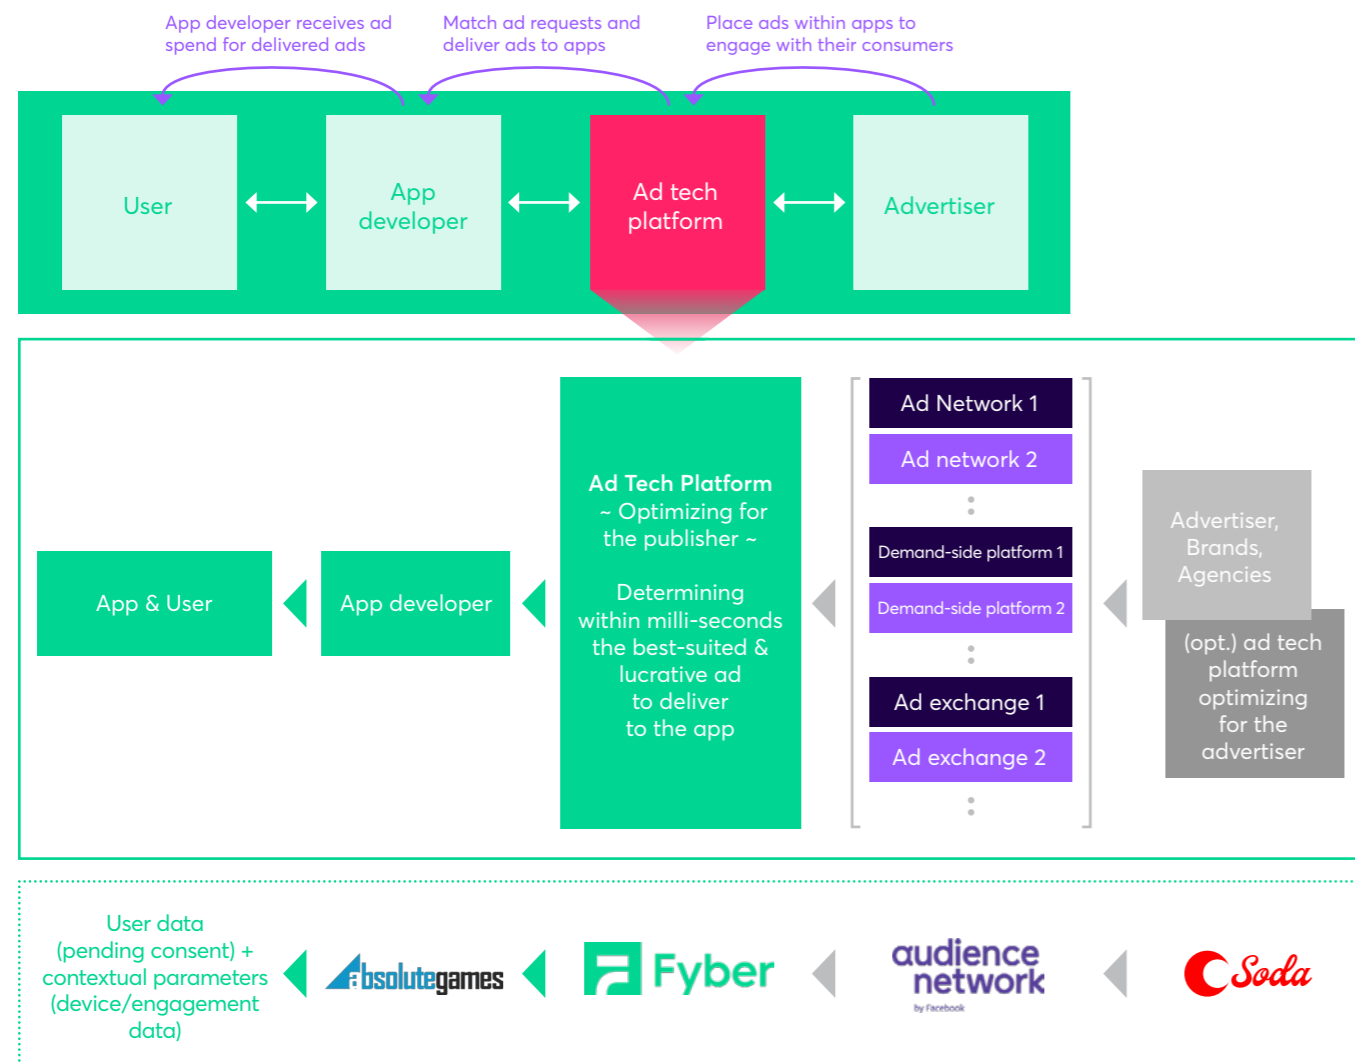 App developer receives ad
spend for delivered ads
Match ad requests and
deliver ads to apps
Place ads within apps to
engage with their consumers
User
App
developer
Ad tech
platform
Advertiser
App & User
App developer
Ad Tech Platform
~ Optimizing for
the publisher ~
Determining
within milli-seconds
the best-suited &
lucrative ad
to deliver
to the app
Ad Network 1
Ad network 2
:
Demand-side platform 1
Demand-side platform 2
:
Ad exchange 1
Ad exchange 2
:
Advertiser,
Brands,
Agencies
(opt.) ad tech
platform
optimizing
for the
advertiser
User data
(pending consent) +
contextual parameters
(device/engagement
data)
absolutegames
Fyber
audience
network
by Facebook
Soda